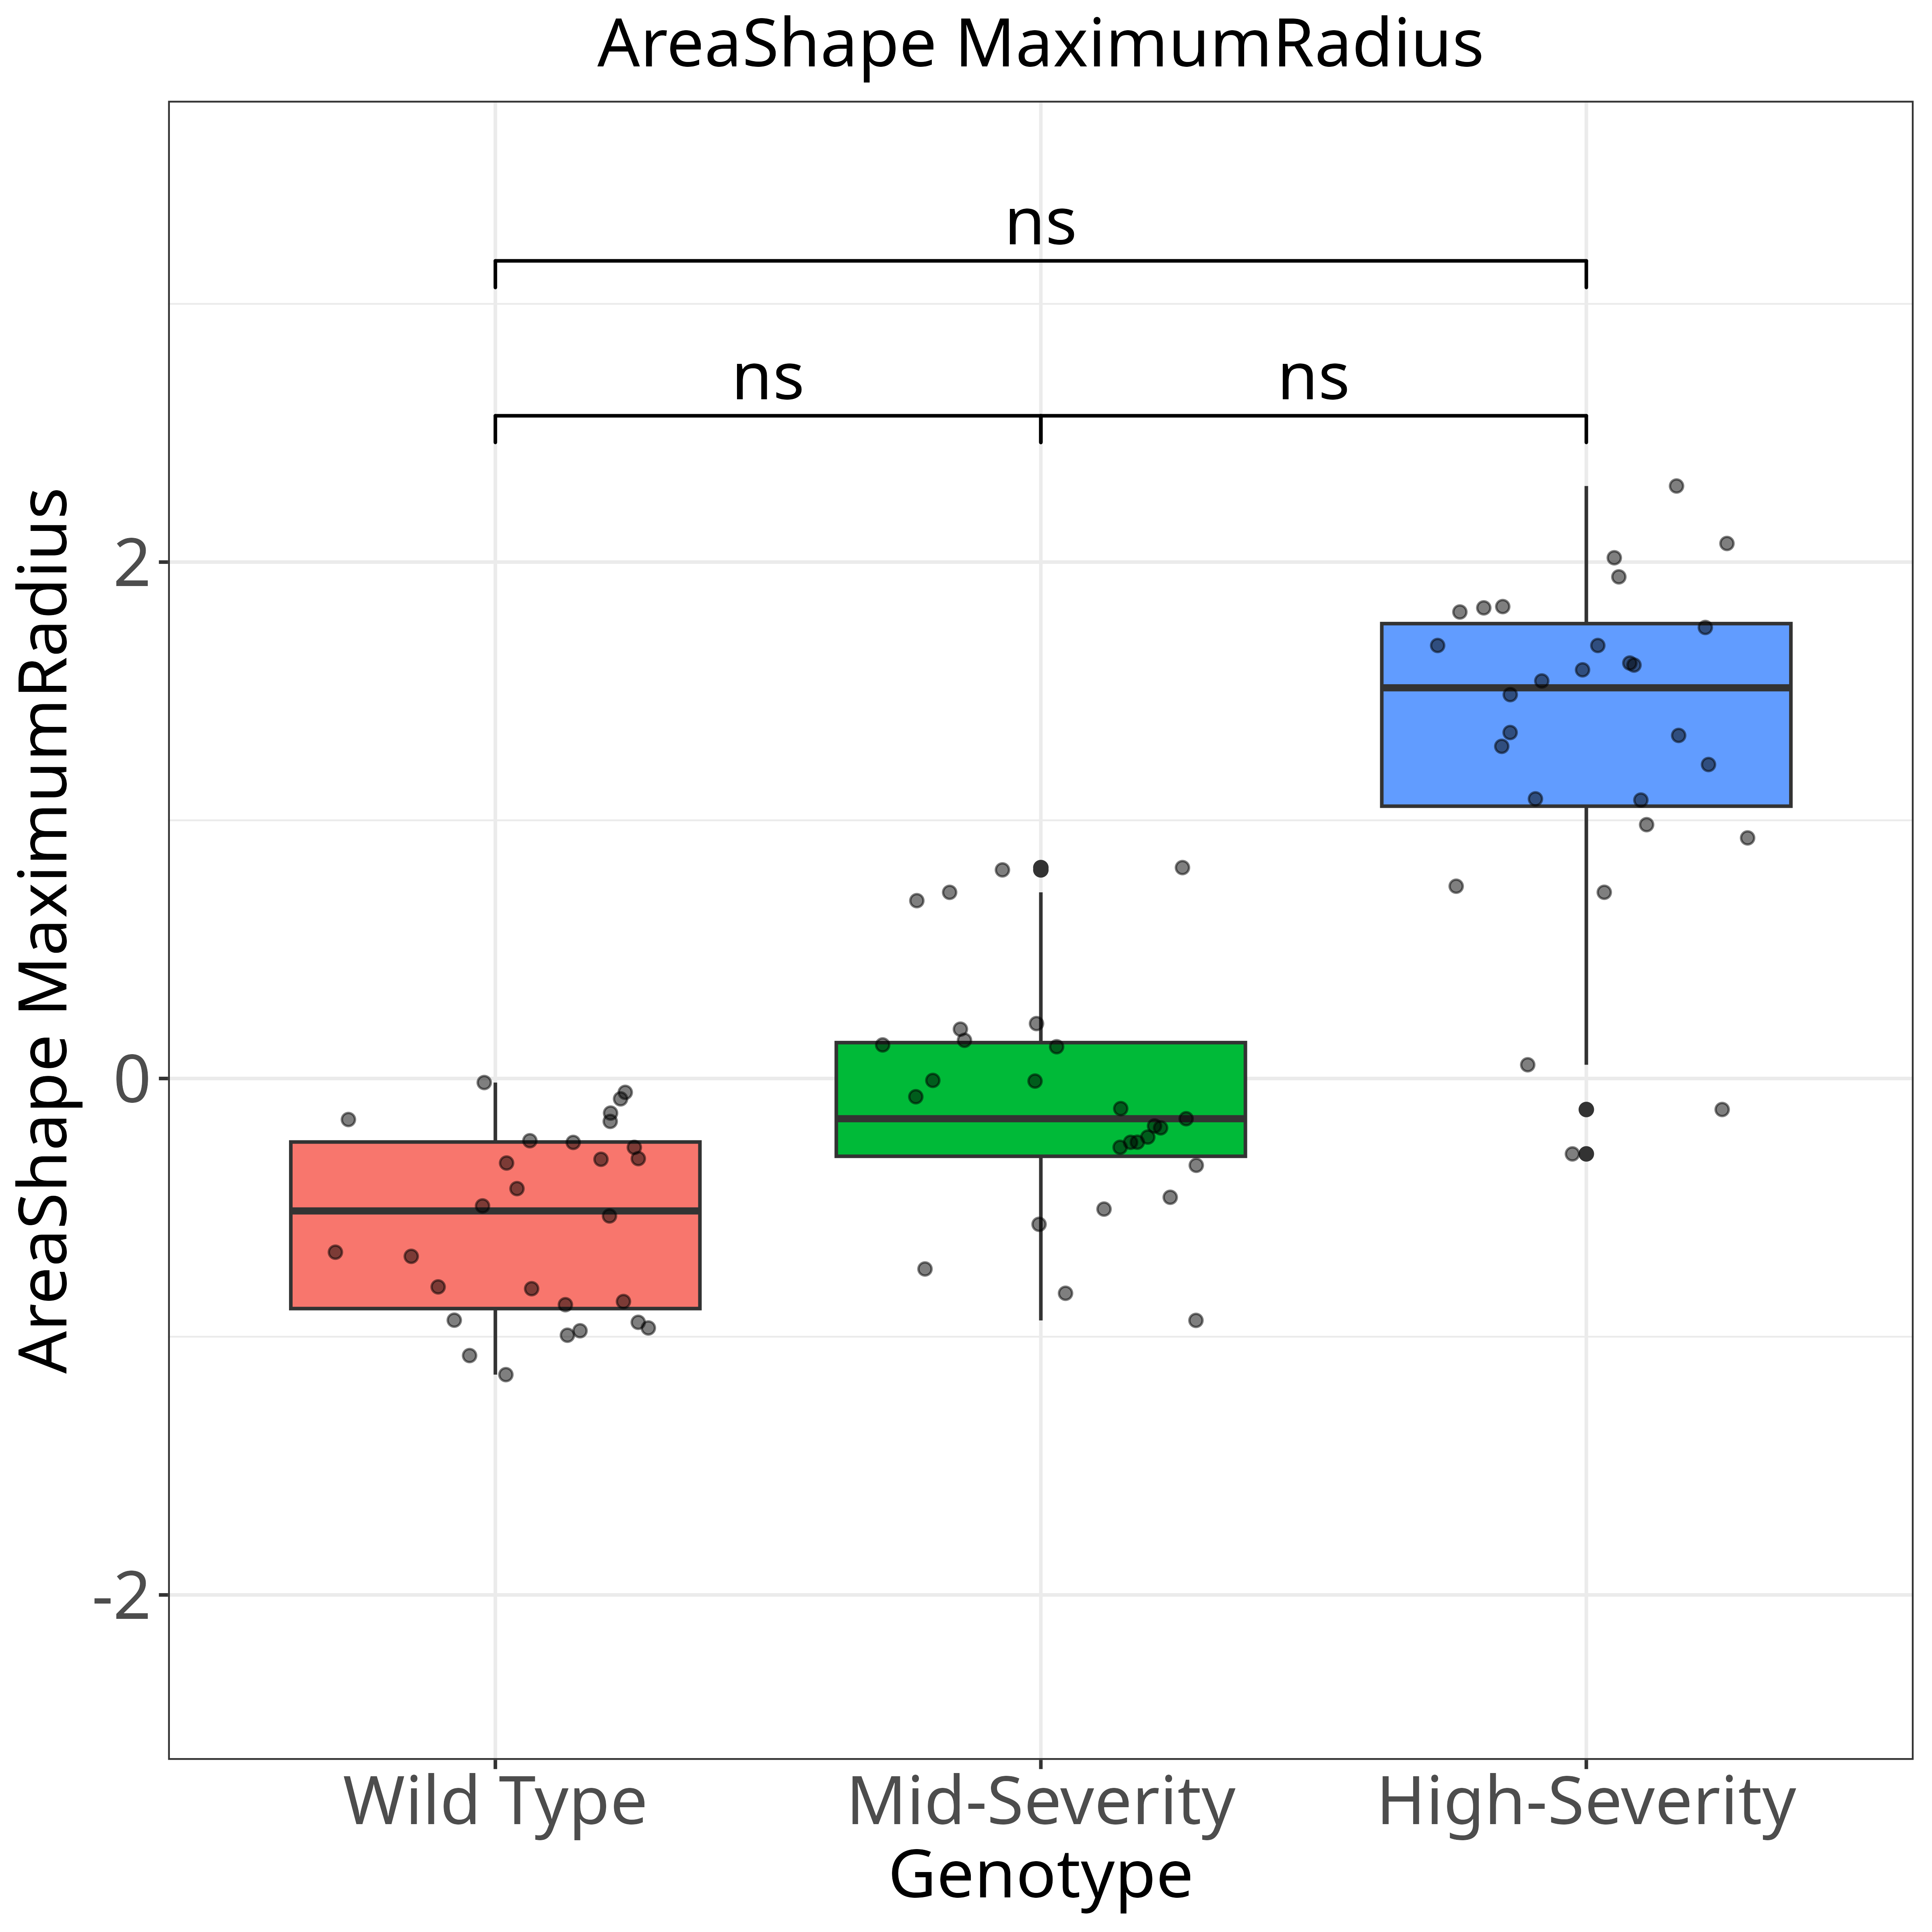 AreaShape MaximumRadius
ns
ns ns
AreaShape MaximumRadius
2
0
-2
Wild Type Mid-Severity High-Severity
Genotype